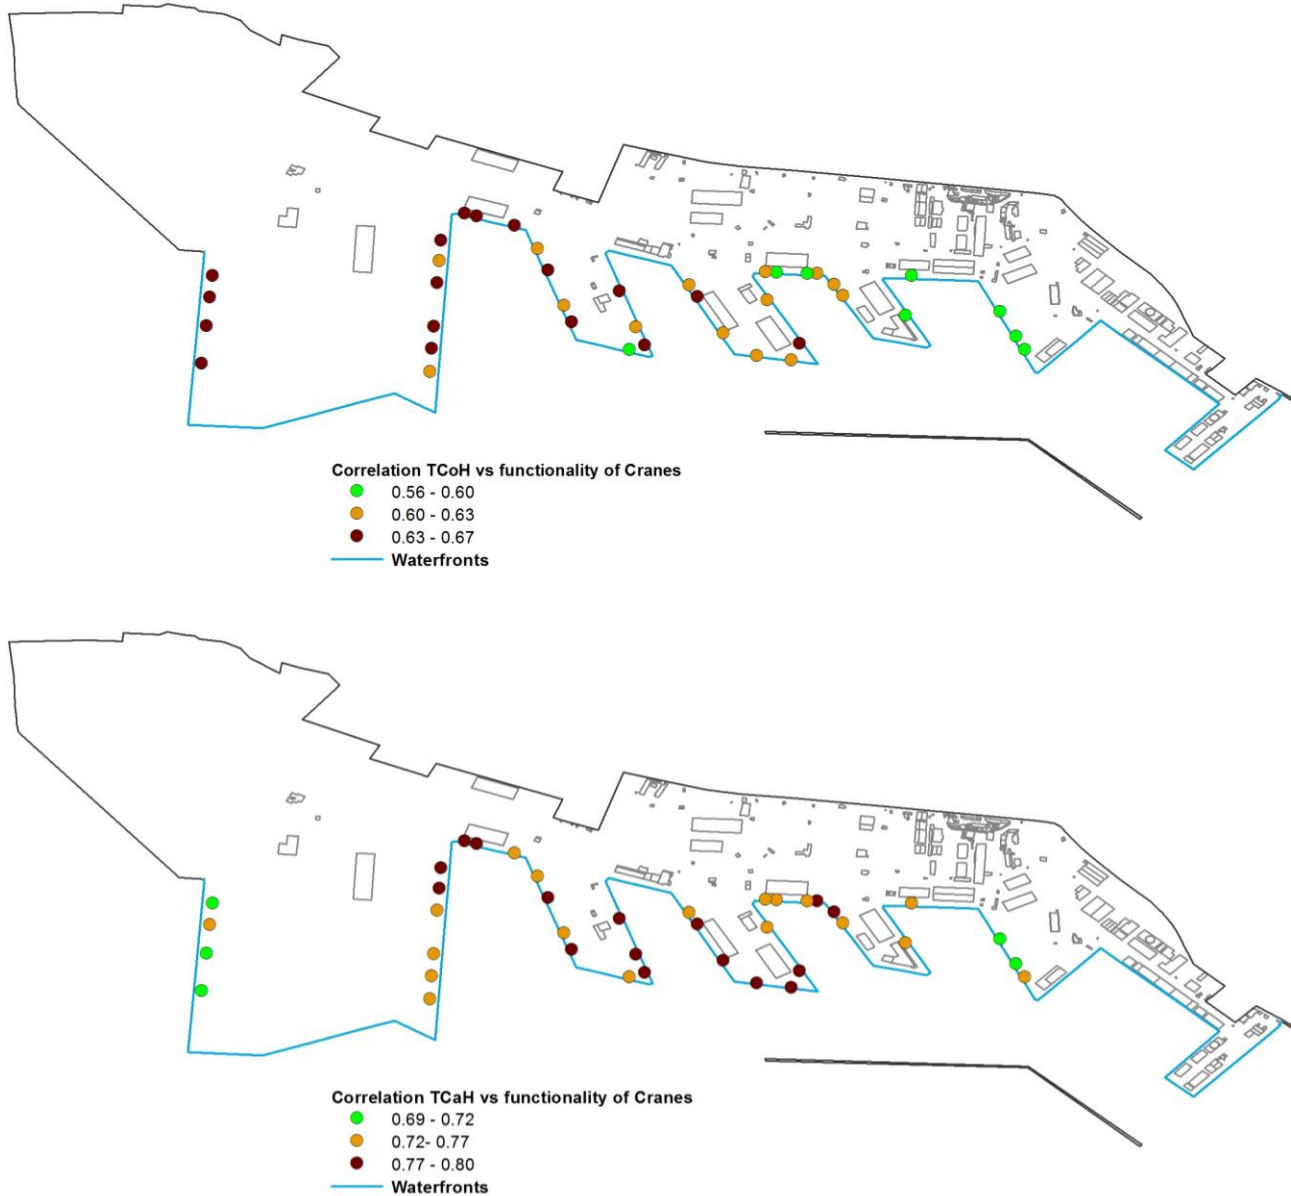 Correlation TCoH vs functionality of Cranes
0.56 - 0.60
0.60 - 0.63
0.63 - 0.67
Waterfronts
Correlation TCaH vs functionality of Cranes
0.69 - 0.72
0.72- 0.77
0.77 - 0.80
Waterfronts